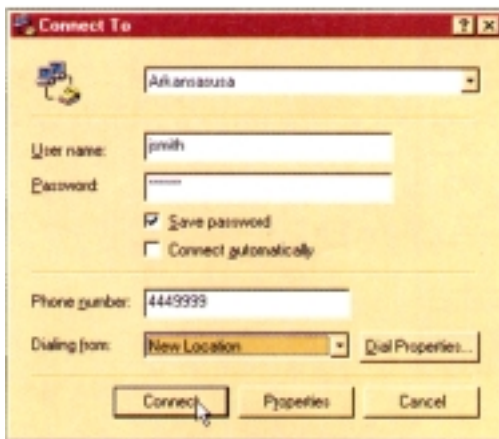 Connect To
Arkansasusa
User name: jsmith
Password: ******
Save password
Connect automatically
Phone number: 4449999
Dialing from: New Location Dial Properties...
Connect Properties Cancel